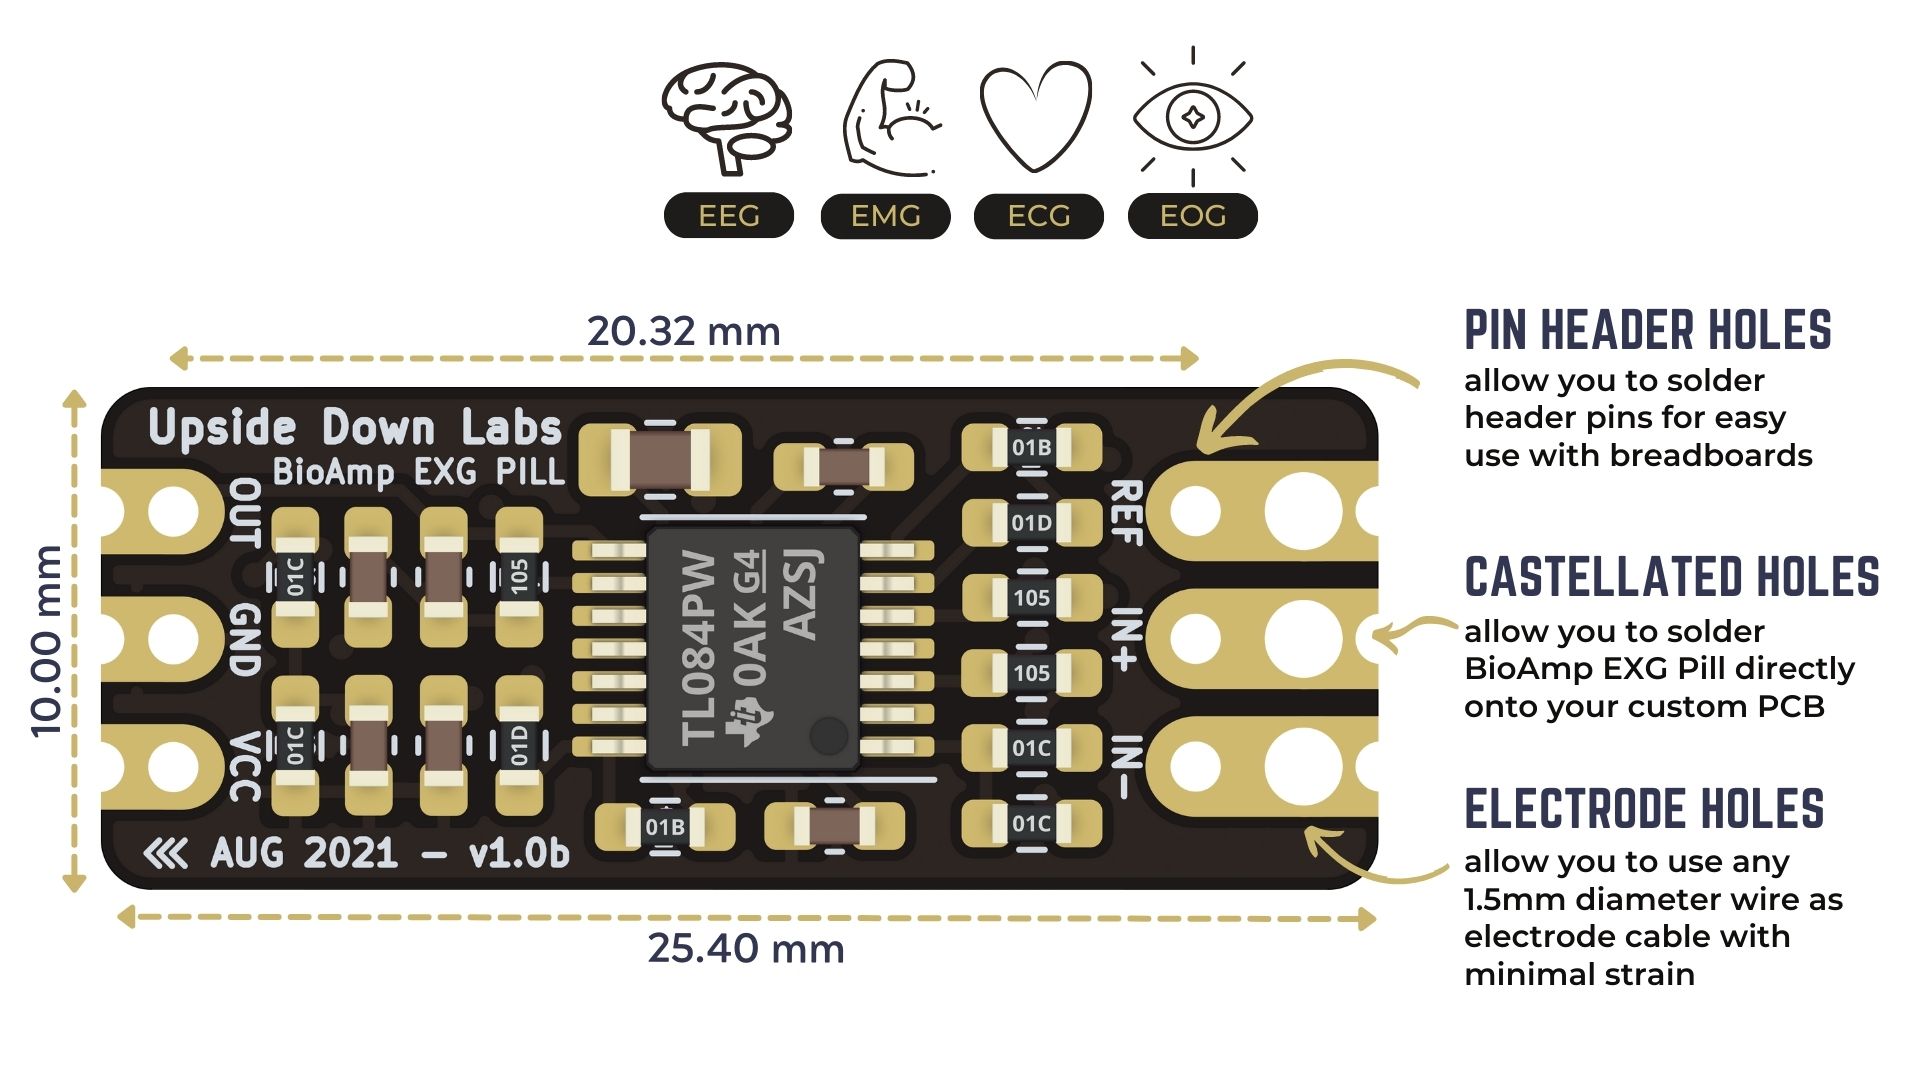 EEG
EMG
ECG
EOG
20.32 mm
10.00 mm
25.40 mm
Upside Down Labs
BioAmp EXG PILL
OUT
GND
VCC
01C
105
01C
01D
TL084PW
0AK G4
AZSJ
01B
01B
01D
105
105
01C
01C
REF
IN+
IN-
AUG 2021 - v1.0b
PIN HEADER HOLES
allow you to solder
header pins for easy
use with breadboards
CASTELLATED HOLES
allow you to solder
BioAmp EXG Pill directly
onto your custom PCB
ELECTRODE HOLES
allow you to use any
1.5mm diameter wire as
electrode cable with
minimal strain